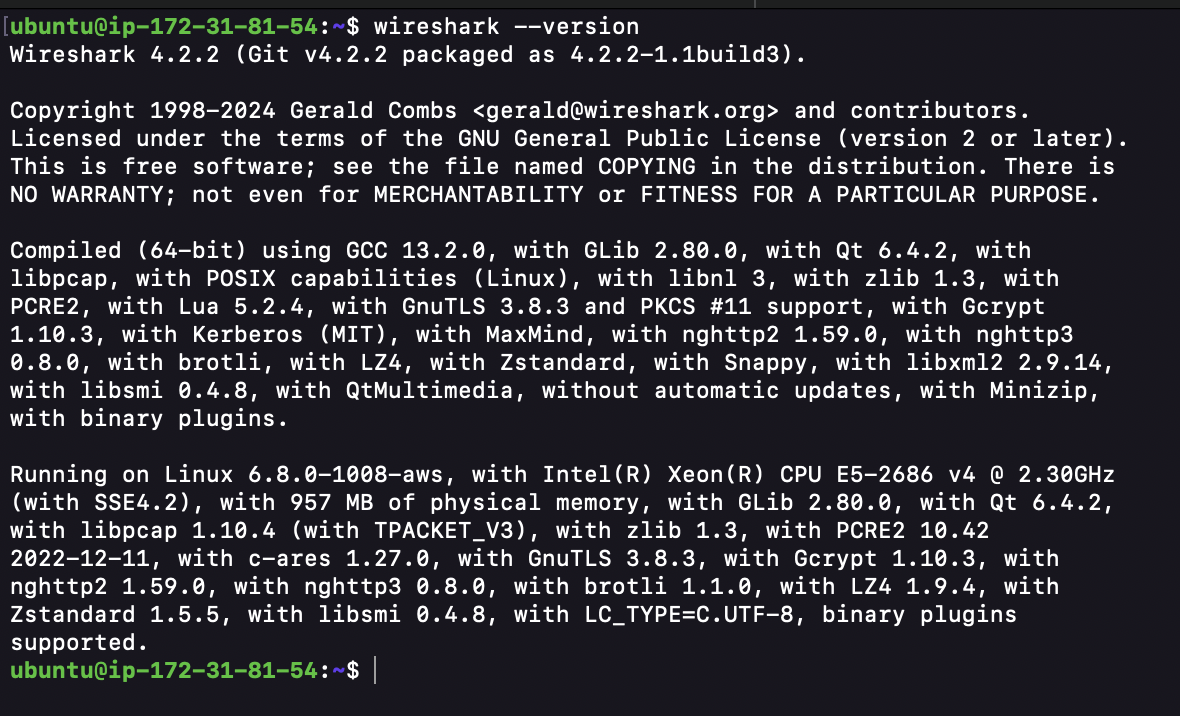 [ubuntu@ip-172-31-81-54:~$ wireshark --version
Wireshark 4.2.2 (Git v4.2.2 packaged as 4.2.2-1.1build3).

Copyright 1998-2024 Gerald Combs <gerald@wireshark.org> and contributors.
Licensed under the terms of the GNU General Public License (version 2 or later).
This is free software; see the file named COPYING in the distribution. There is
NO WARRANTY; not even for MERCHANTABILITY or FITNESS FOR A PARTICULAR PURPOSE.

Compiled (64-bit) using GCC 13.2.0, with GLib 2.80.0, with Qt 6.4.2, with
libpcap, with POSIX capabilities (Linux), with libnl 3, with zlib 1.3, with
PCRE2, with Lua 5.2.4, with GnuTLS 3.8.3 and PKCS #11 support, with Gcrypt
1.10.3, with Kerberos (MIT), with MaxMind, with nghttp2 1.59.0, with nghttp3
0.8.0, with brotli, with LZ4, with Zstandard, with Snappy, with libxml2 2.9.14,
with libsmi 0.4.8, with QtMultimedia, without automatic updates, with Minizip,
with binary plugins.

Running on Linux 6.8.0-1008-aws, with Intel(R) Xeon(R) CPU E5-2686 v4 @ 2.30GHz
(with SSE4.2), with 957 MB of physical memory, with GLib 2.80.0, with Qt 6.4.2,
with libpcap 1.10.4 (with TPACKET_V3), with zlib 1.3, with PCRE2 10.42
2022-12-11, with c-ares 1.27.0, with GnuTLS 3.8.3, with Gcrypt 1.10.3, with
nghttp2 1.59.0, with nghttp3 0.8.0, with brotli 1.1.0, with LZ4 1.9.4, with
Zstandard 1.5.5, with libsmi 0.4.8, with LC_TYPE=C.UTF-8, binary plugins
supported.
ubuntu@ip-172-31-81-54:~$